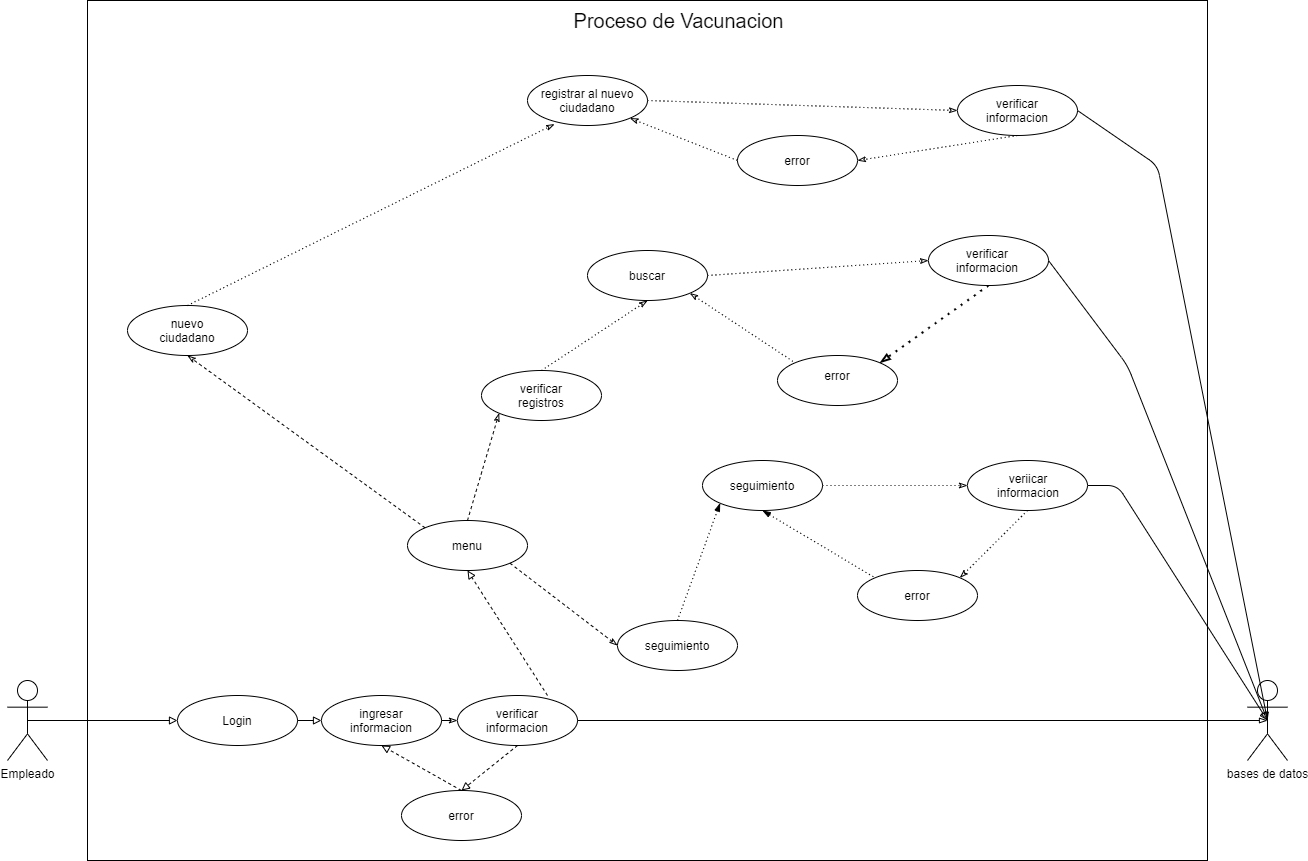 Proceso de Vacunacion
registrar al nuevo
ciudadano
verificar
informacion
error
buscar
verificar
informacion
nuevo
ciudadano
verificar
registros
error
seguimiento
veriicar
informacion
menu
error
seguimiento
Login
ingresar
informacion
verificar
informacion
Empleado
bases de datos
error